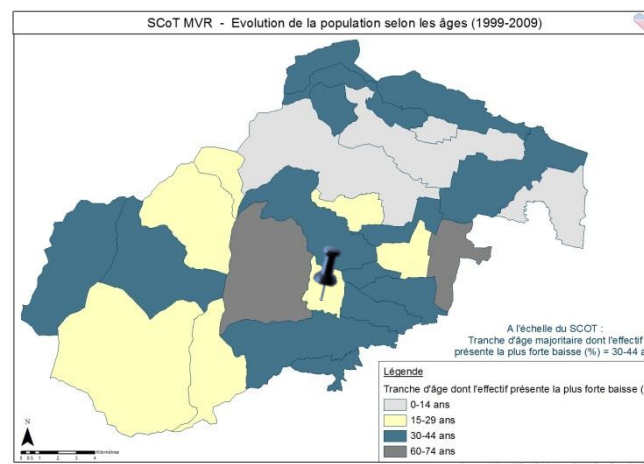 SCoT MVR - Evolution de la population selon les âges (1999-2009)
A l'échelle du SCOT :
Tranche d'âge majoritaire dont l'effectif
présente la plus forte baisse (%) = 30-44 a
Légende
Tranche d'âge dont l'effectif présente la plus forte baisse (
0-14 ans
15-29 ans
30-44 ans
60-74 ans
N
Kilomètres